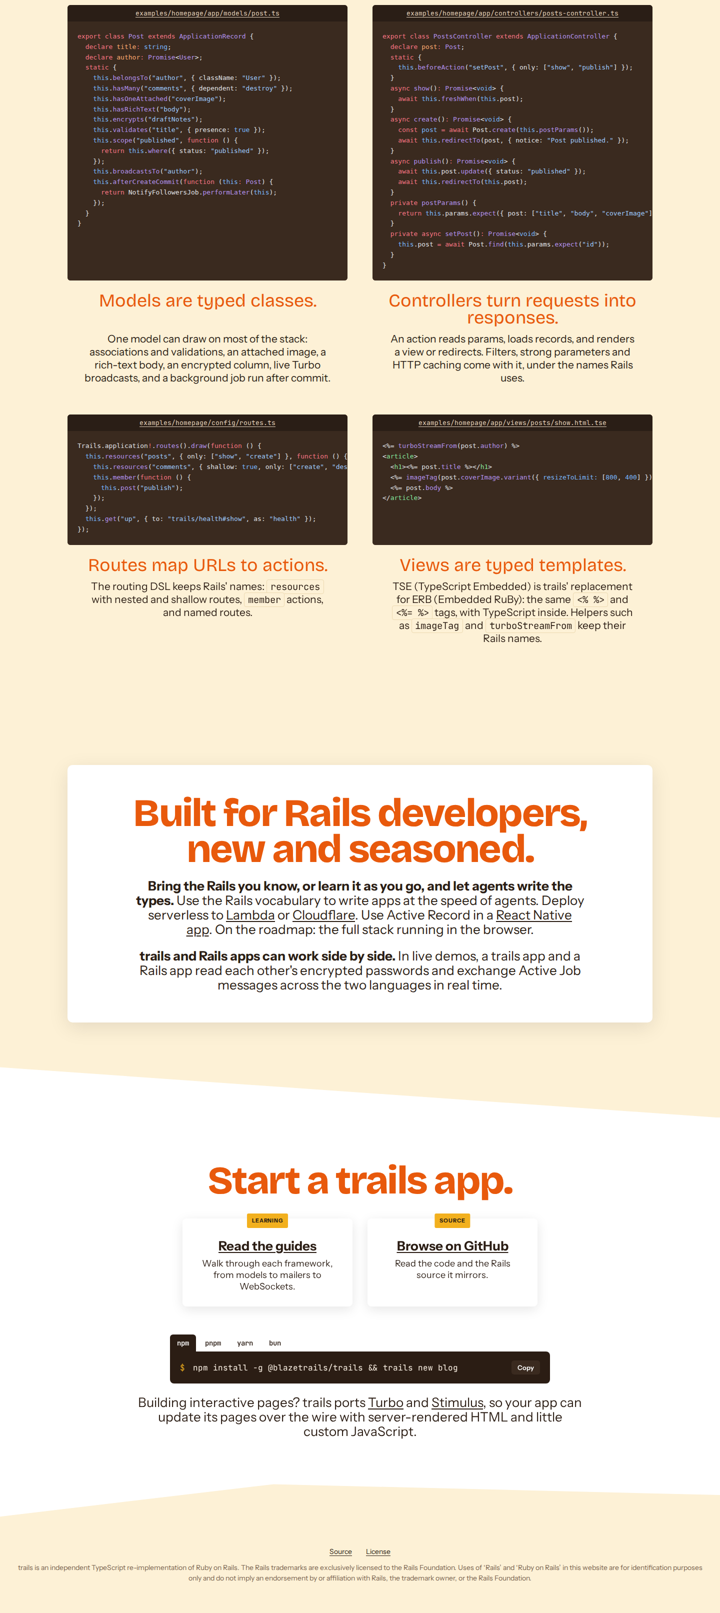 examples/homepage/app/models/post.ts
export class Post extends ApplicationRecord {
  declare title: string;
  declare author: Promise<User>;
  static {
    this.belongsTo("author", { className: "User" });
    this.hasMany("comments", { dependent: "destroy" });
    this.hasOneAttached("coverImage");
    this.hasRichText("body");
    this.encrypts("draftNotes");
    this.validates("title", { presence: true });
    this.scope("published", function () {
      return this.where({ status: "published" });
    });
    this.broadcastsTo("author");
    this.afterCreateCommit(function (this: Post) {
      return NotifyFollowersJob.performLater(this);
    });
  }
}
Models are typed classes.
One model can draw on most of the stack:
associations and validations, an attached image, a
rich-text body, an encrypted column, live Turbo
broadcasts, and a background job run after commit.
examples/homepage/app/controllers/posts-controller.ts
export class PostsController extends ApplicationController {
  declare post: Post;
  static {
    this.beforeAction("setPost", { only: ["show", "publish"] });
  }
  async show(): Promise<void> {
    await this.freshWhen(this.post);
  }
  async create(): Promise<void> {
    const post = await Post.create(this.postParams());
    await this.redirectTo(post, { notice: "Post published." });
  }
  async publish(): Promise<void> {
    await this.post.update({ status: "published" });
    await this.redirectTo(this.post);
  }
  private postParams() {
    return this.params.expect({ post: ["title", "body", "coverImage"]
  }
  private async setPost(): Promise<void> {
    this.post = await Post.find(this.params.expect("id"));
  }
}
Controllers turn requests into
responses.
An action reads params, loads records, and renders
a view or redirects. Filters, strong parameters and
HTTP caching come with it, under the names Rails
uses.
examples/homepage/config/routes.ts
Trails.application!.routes().draw(function () {
  this.resources("posts", { only: ["show", "create"] }, function () {
    this.resources("comments", { shallow: true, only: ["create", "des
    this.member(function () {
      this.post("publish");
    });
  });
  this.get("up", { to: "trails/health#show", as: "health" });
});
Routes map URLs to actions.
The routing DSL keeps Rails' names: resources
with nested and shallow routes, member actions,
and named routes.
examples/homepage/app/views/posts/show.html.tse
<%= turboStreamFrom(post.author) %>
<article>
  <h1><%= post.title %></h1>
  <%= imageTag(post.coverImage.variant({ resizeToLimit: [800, 400] })
  <%= post.body %>
</article>
Views are typed templates.
TSE (TypeScript Embedded) is trails' replacement
for ERB (Embedded RuBy): the same <% %> and
<%= %> tags, with TypeScript inside. Helpers such
as imageTag and turboStreamFrom keep their
Rails names.
Built for Rails developers,
new and seasoned.
Bring the Rails you know, or learn it as you go, and let agents write the
types. Use the Rails vocabulary to write apps at the speed of agents. Deploy
serverless to Lambda or Cloudflare. Use Active Record in a React Native
app. On the roadmap: the full stack running in the browser.
trails and Rails apps can work side by side. In live demos, a trails app and a
Rails app read each other's encrypted passwords and exchange Active Job
messages across the two languages in real time.
Start a trails app.
LEARNING
Read the guides
Walk through each framework,
from models to mailers to
WebSockets.
SOURCE
Browse on GitHub
Read the code and the Rails
source it mirrors.
npm pnpm yarn bun
$ npm install -g @blazetrails/trails && trails new blog Copy
Building interactive pages? trails ports Turbo and Stimulus, so your app can
update its pages over the wire with server-rendered HTML and little
custom JavaScript.
Source License
trails is an independent TypeScript re-implementation of Ruby on Rails. The Rails trademarks are exclusively licensed to the Rails Foundation. Uses of 'Rails' and 'Ruby on Rails' in this website are for identification purposes
only and do not imply an endorsement by or affiliation with Rails, the trademark owner, or the Rails Foundation.